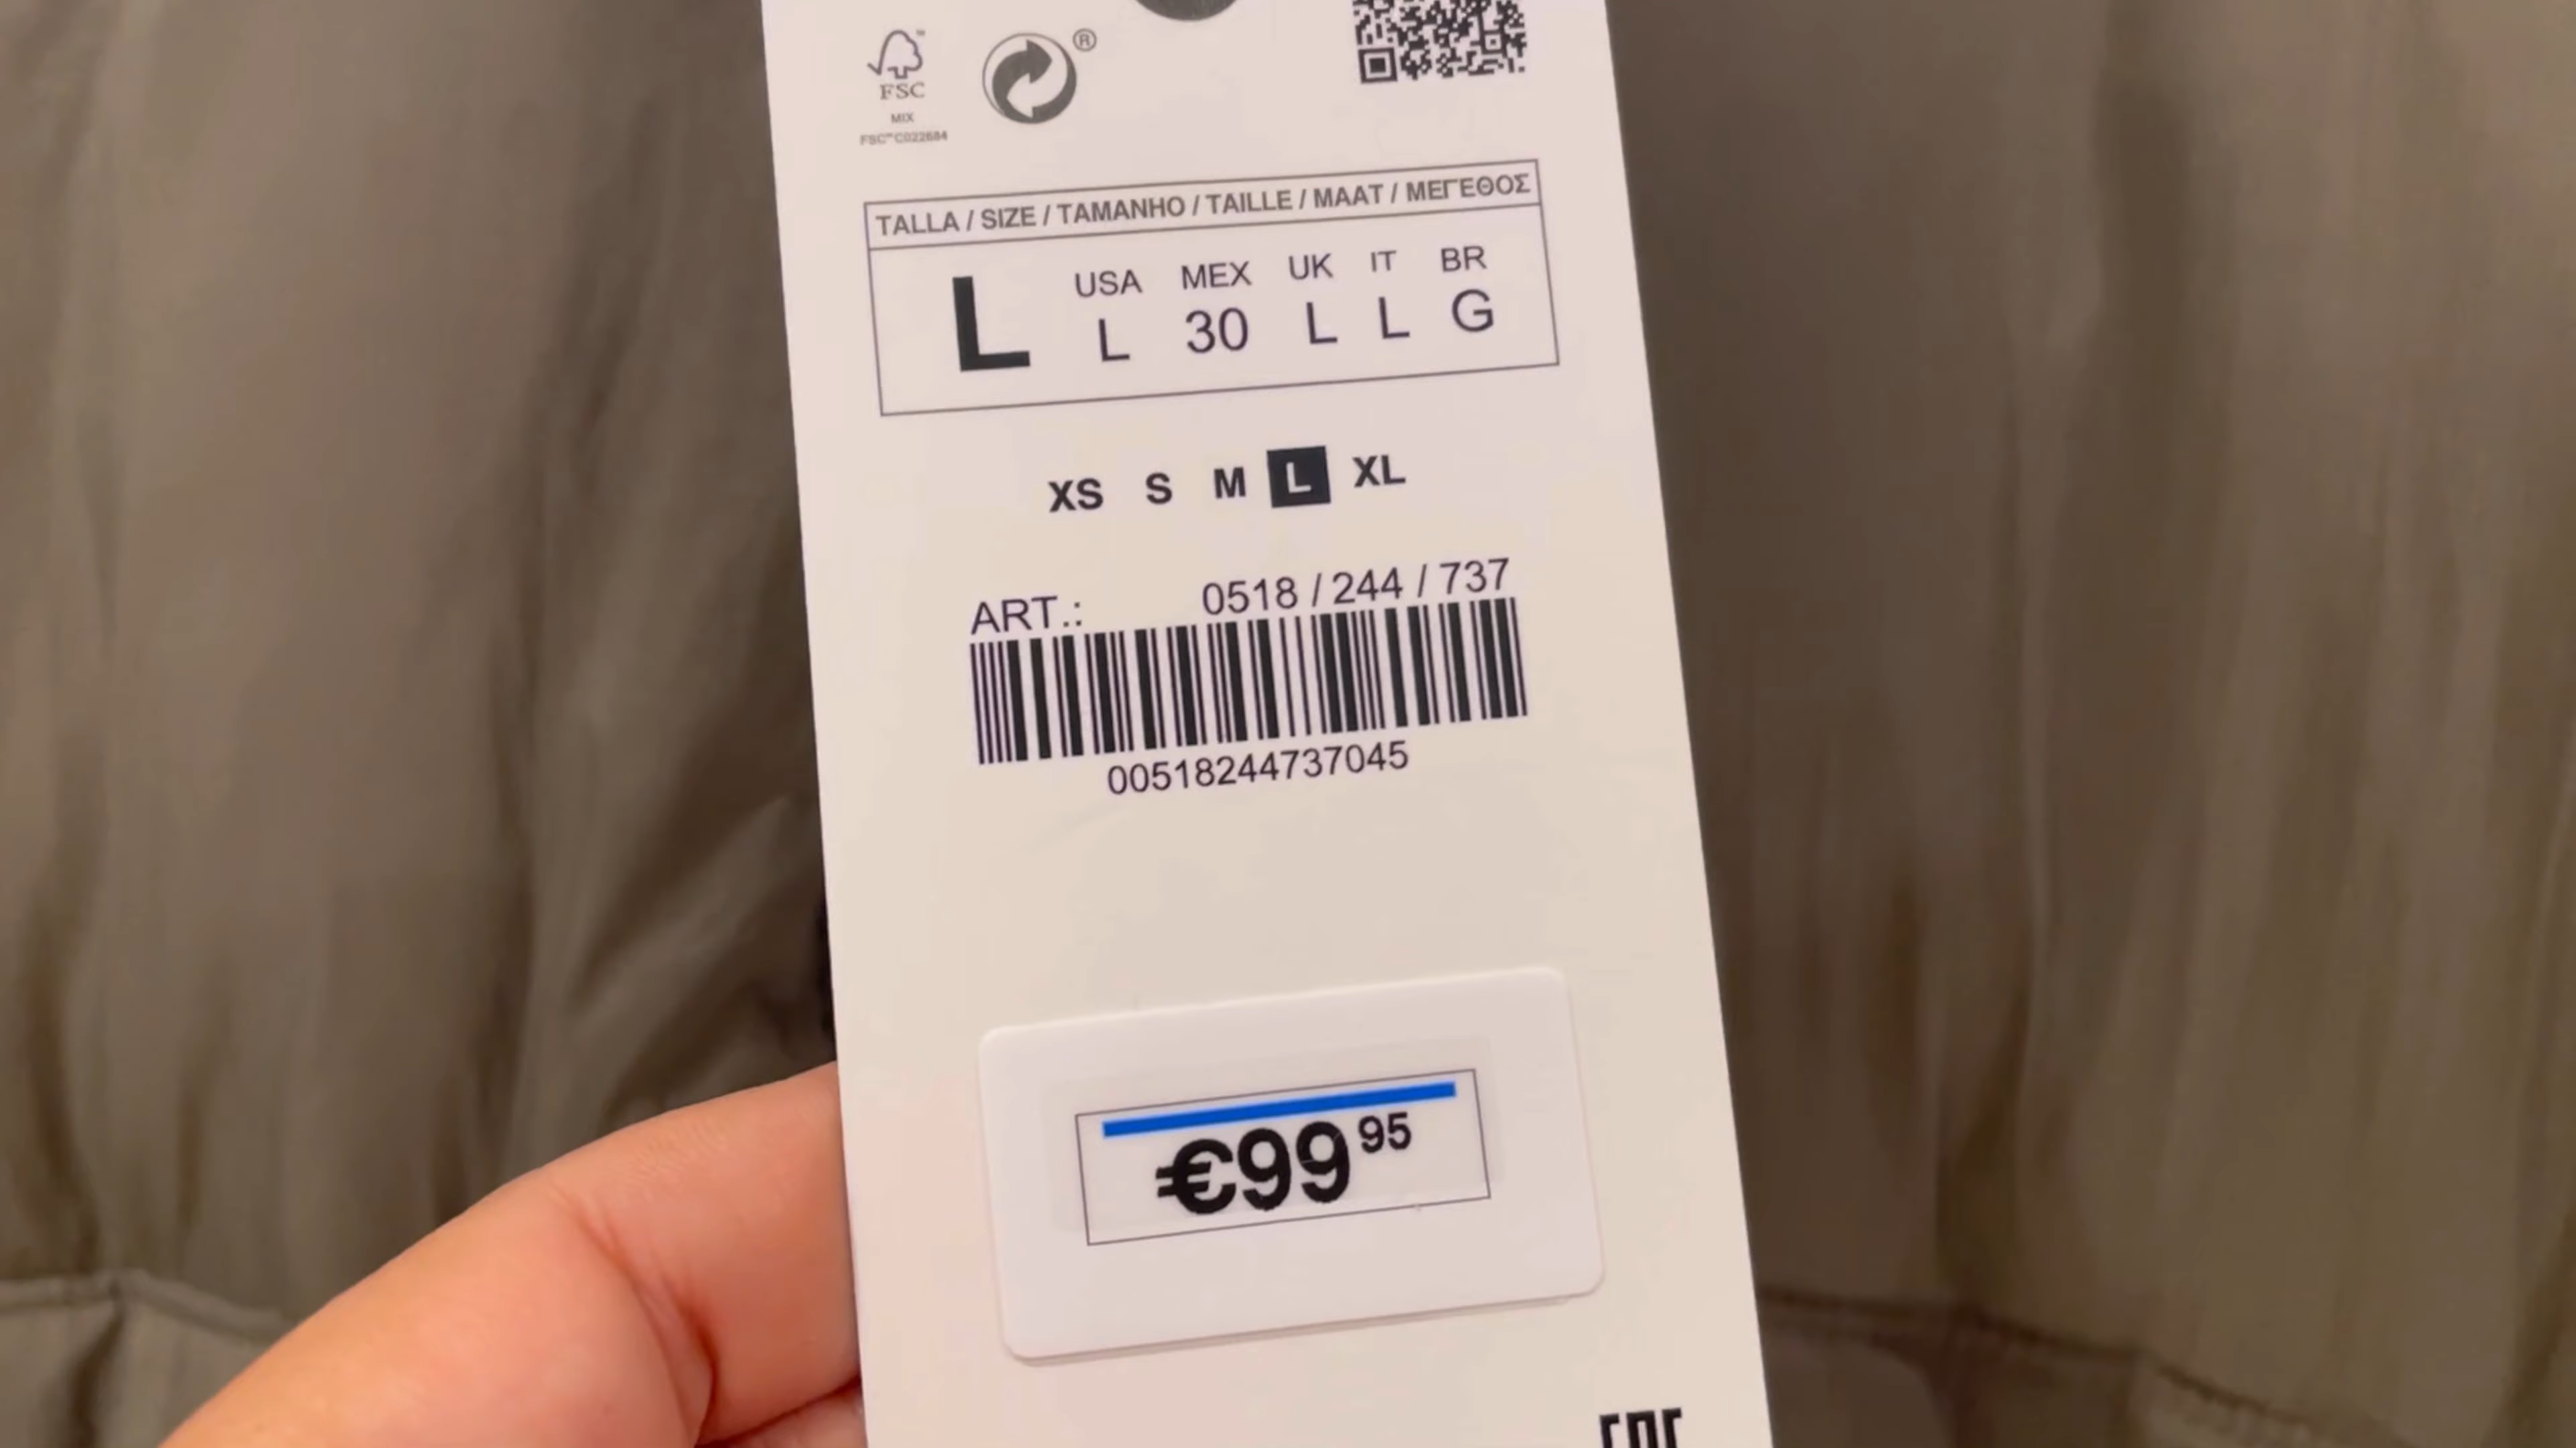 ™
FSC
MIX
FSC™ C022684
®
TALLA / SIZE / TAMANHO / TAILLE / MAAT / ΜΕΓΕΘΟΣ
USA MEX UK IT BR
L L 30 L L G
XS S M L XL
ART.: 0518 / 244 / 737
00518244737045
€99 95